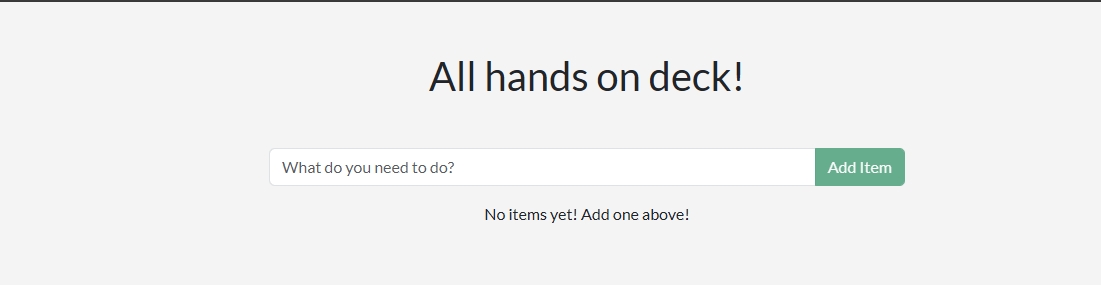 All hands on deck!
What do you need to do?
Add Item
No items yet! Add one above!